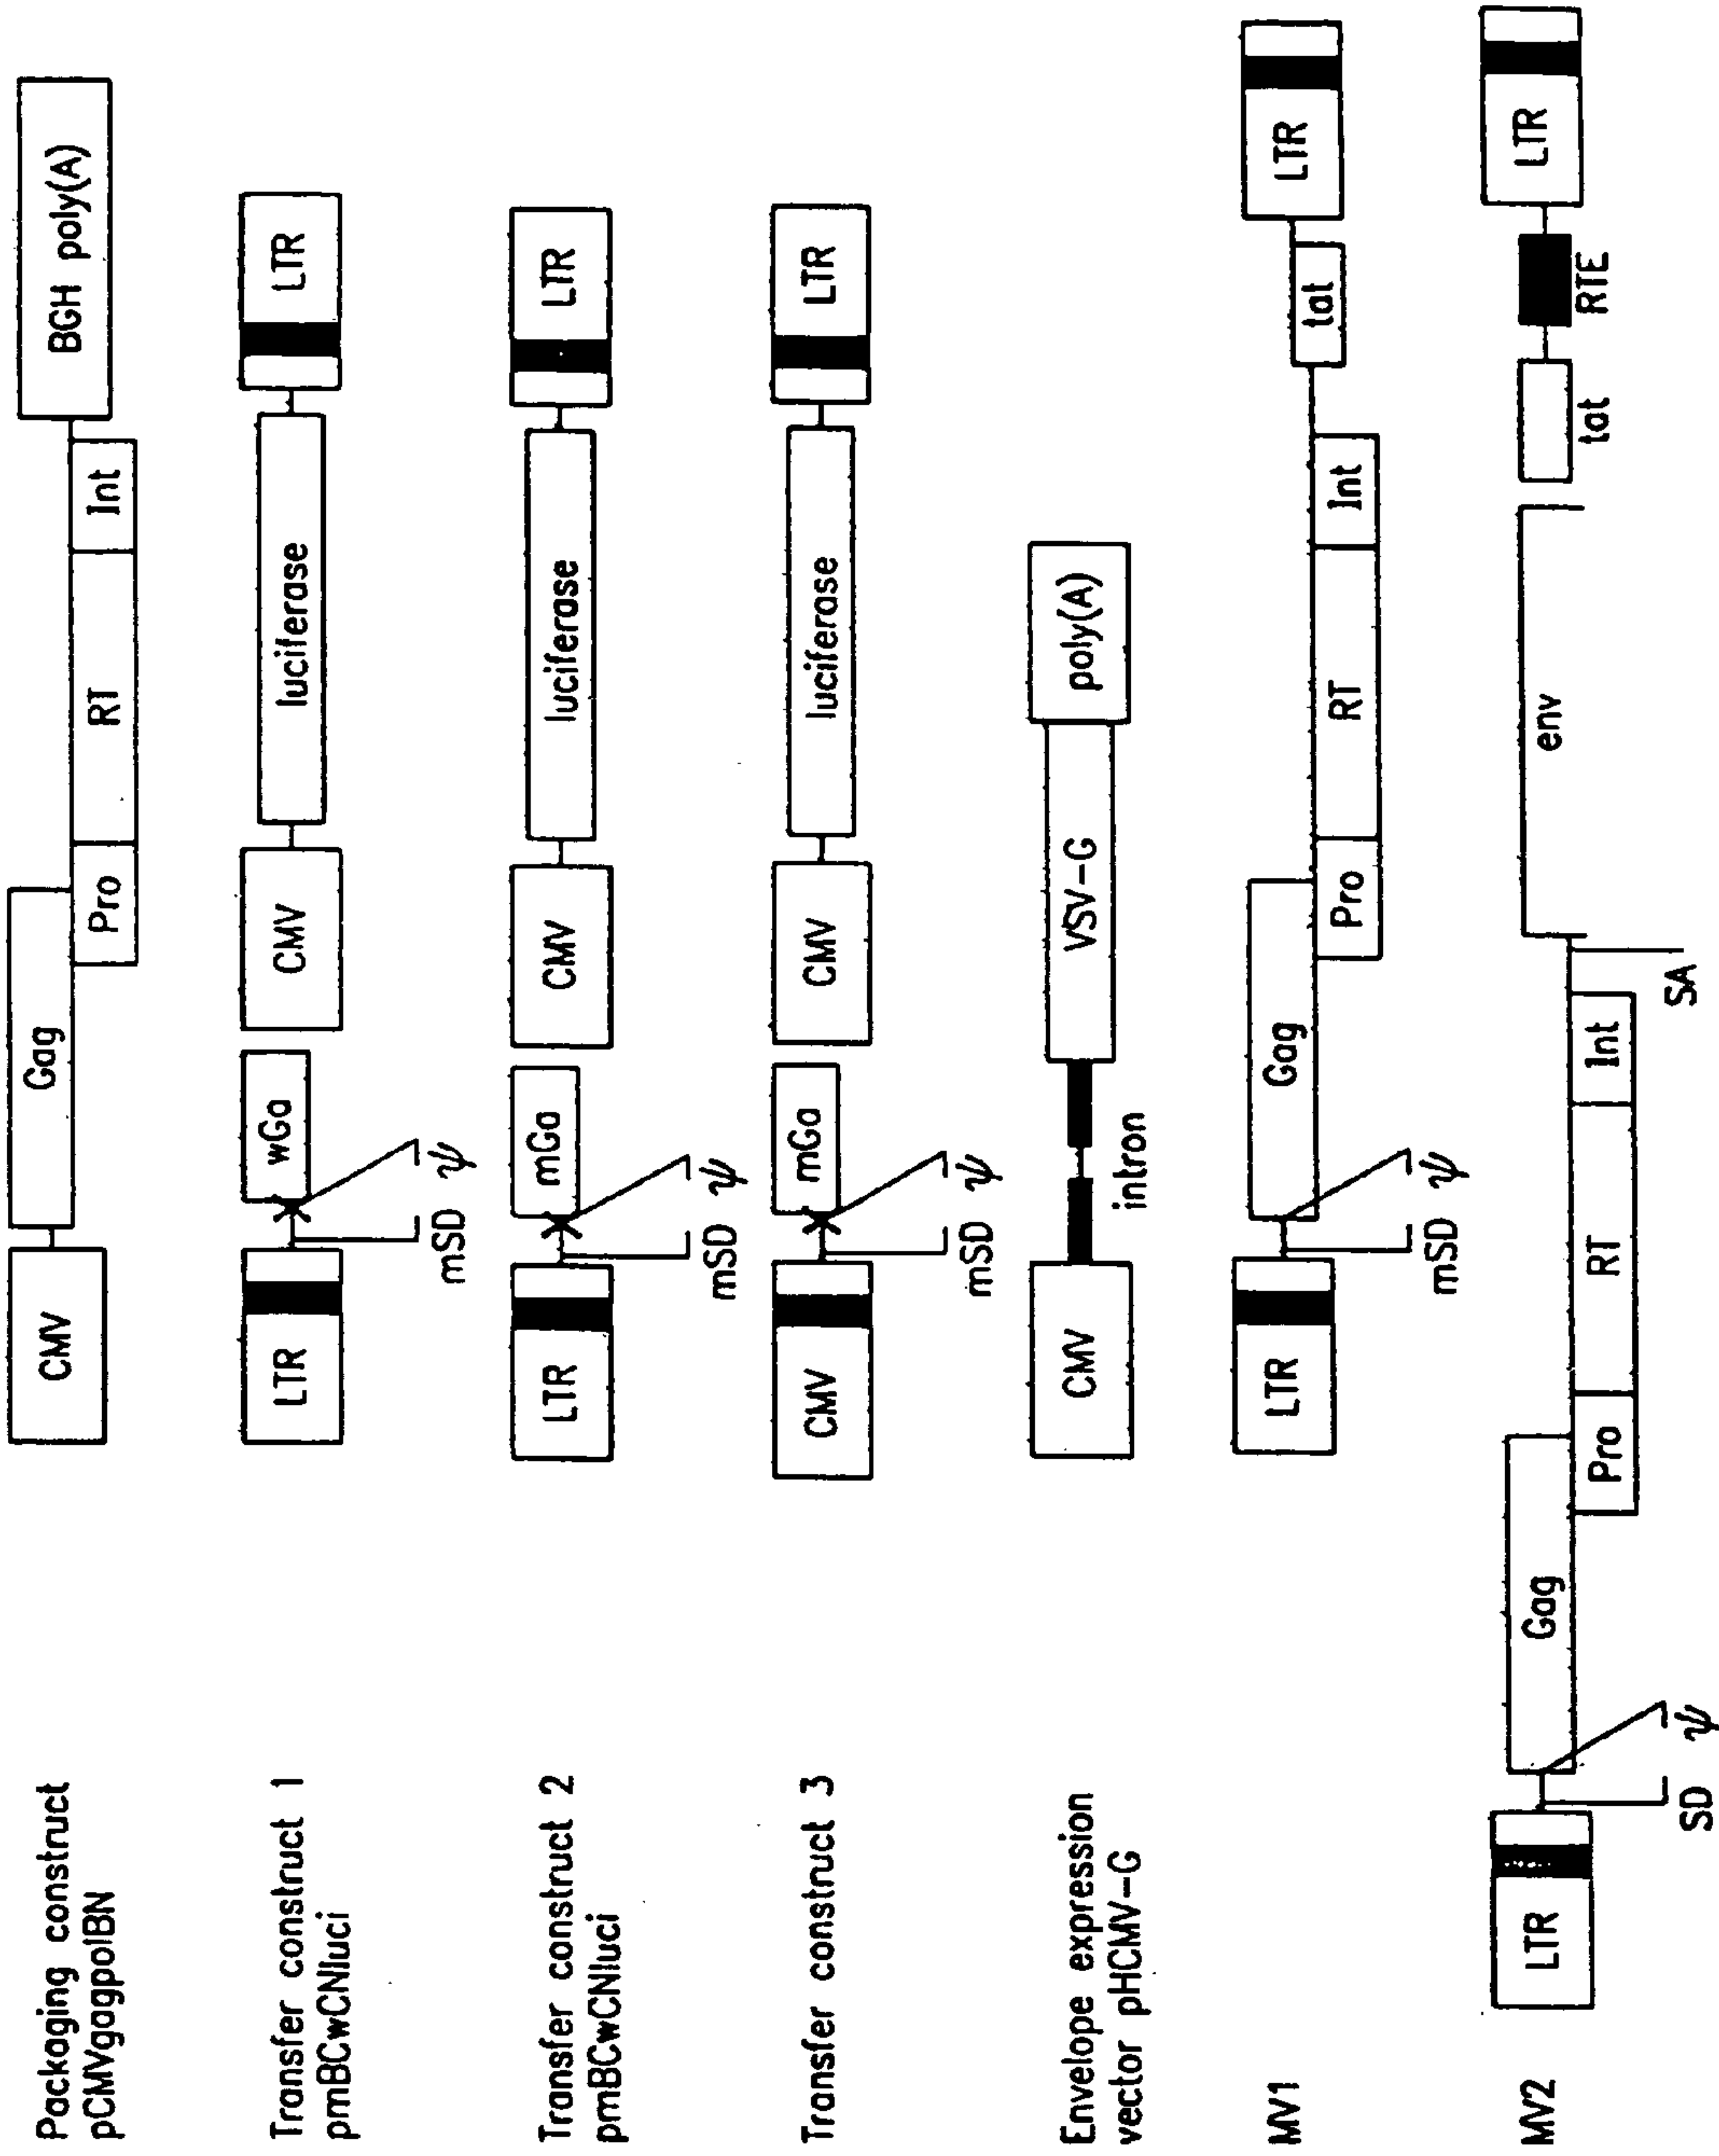 Packaging construct
pCMVgagpolBN
CMV
Gag
Pro
RT
Int
BGH poly(A)
Transfer construct 1
pmBCwCNluci
LTR
mSD
ψ
wGa
CMV
luciferase
LTR
Transfer construct 2
pmBCwCNluci
LTR
mSD
ψ
mGa
CMV
luciferase
LTR
Transfer construct 3
CMV
mSD
ψ
mGa
CMV
luciferase
LTR
Envelope expression
vector pHCMV-G
CMV
intron
VSV-G
poly(A)
MV1
LTR
mSD
ψ
Gag
Pro
RT
Int
tat
LTR
MV2
LTR
SD
ψ
Gag
Pro
RT
Int
SA
env
tat
RTE
LTR